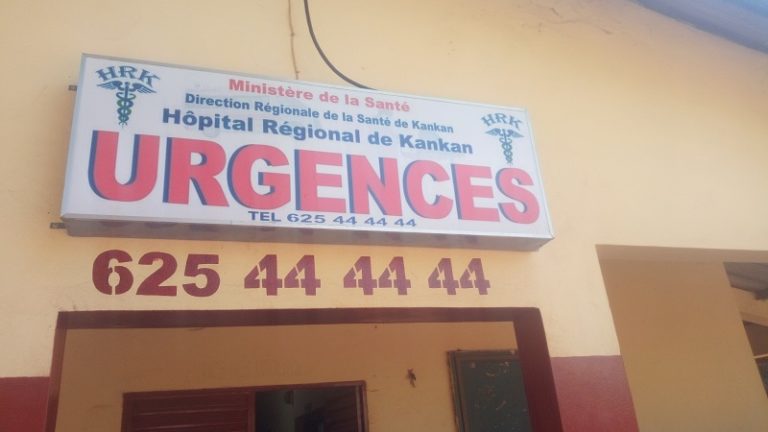 HRK
Ministère de la Santé
Direction Régionale de la Santé de Kankan
Hôpital Régional de Kankan
HRK
URGENCES
TEL 625 44 44 44
625 44 44 44